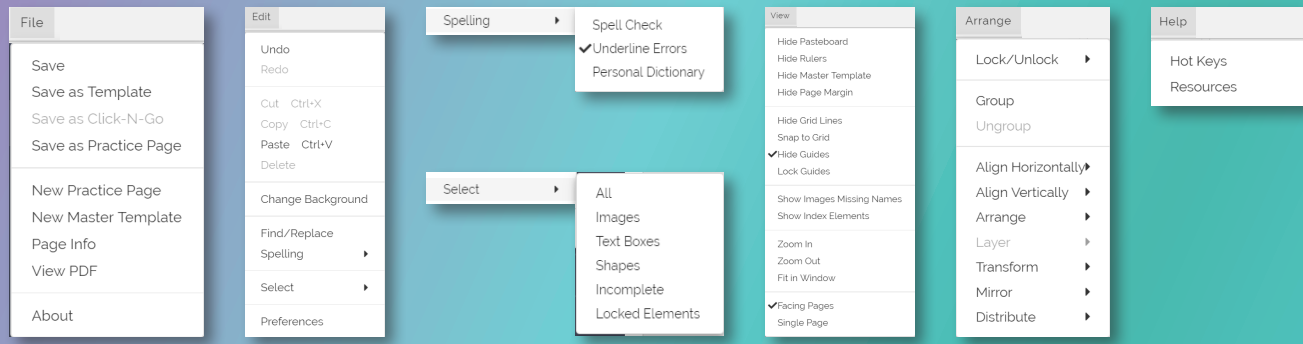 File
Save
Save as Template
Save as Click-N-Go
Save as Practice Page
New Practice Page
New Master Template
Page Info
View PDF
About
Edit
Undo
Redo
Cut Ctrl+X
Copy Ctrl+C
Paste Ctrl+V
Delete
Change Background
Find/Replace
Spelling
Select
Preferences
Spelling
Spell Check
Underline Errors
Personal Dictionary
Select
All
Images
Text Boxes
Shapes
Incomplete
Locked Elements
View
Hide Pasteboard
Hide Rulers
Hide Master Template
Hide Page Margin
Hide Grid Lines
Snap to Grid
Hide Guides
Lock Guides
Show Images Missing Names
Show Index Elements
Zoom In
Zoom Out
Fit in Window
Facing Pages
Single Page
Arrange
Lock/Unlock
Group
Ungroup
Align Horizontally
Align Vertically
Arrange
Layer
Transform
Mirror
Distribute
Help
Hot Keys
Resources